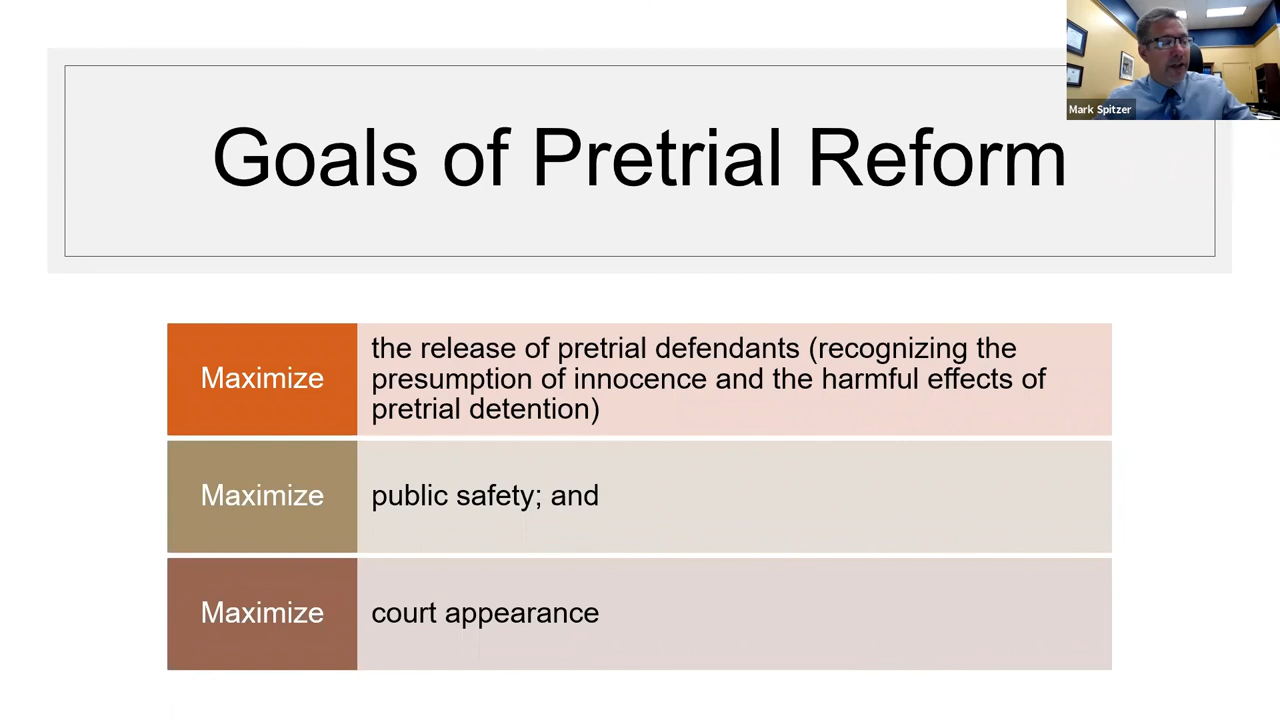 Mark Spitzer
Goals of Pretrial Reform
Maximize
the release of pretrial defendants (recognizing the
presumption of innocence and the harmful effects of
pretrial detention)
Maximize
public safety; and
Maximize
court appearance